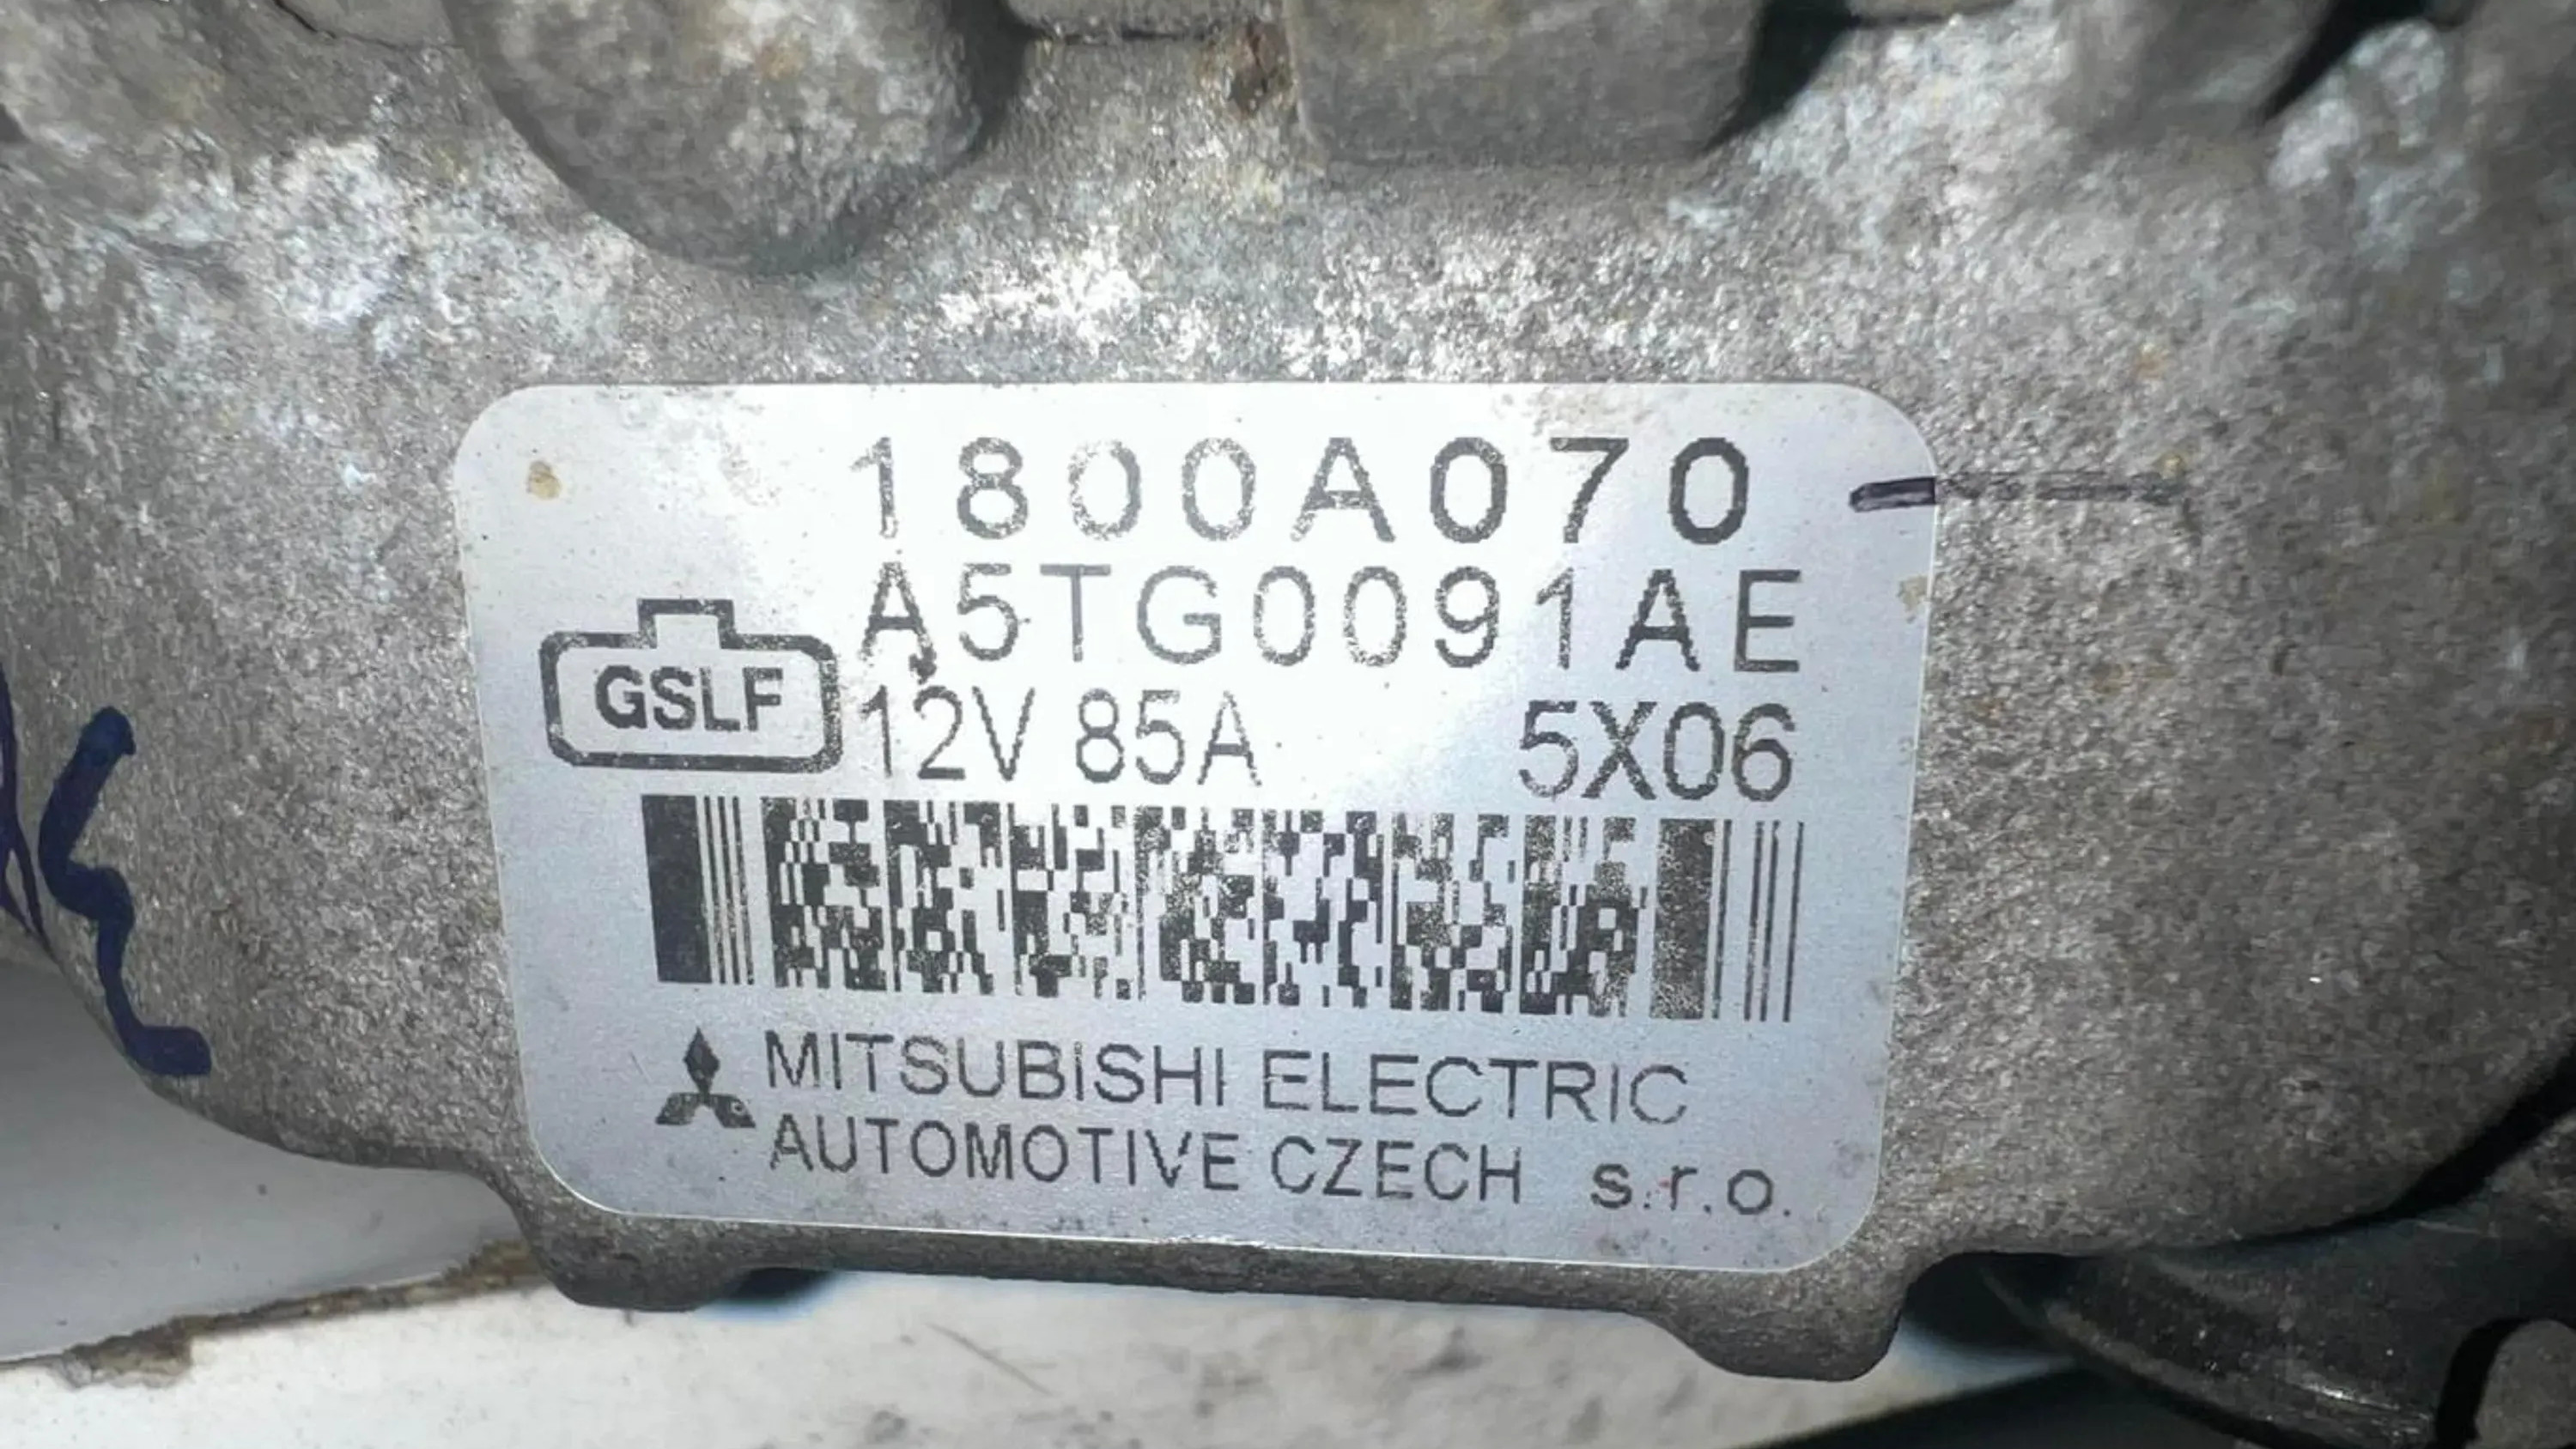 1800A070
A5TG0091AE
GSLF
12V 85A 5X06
MITSUBISHI ELECTRIC
AUTOMOTIVE CZECH s.r.o.